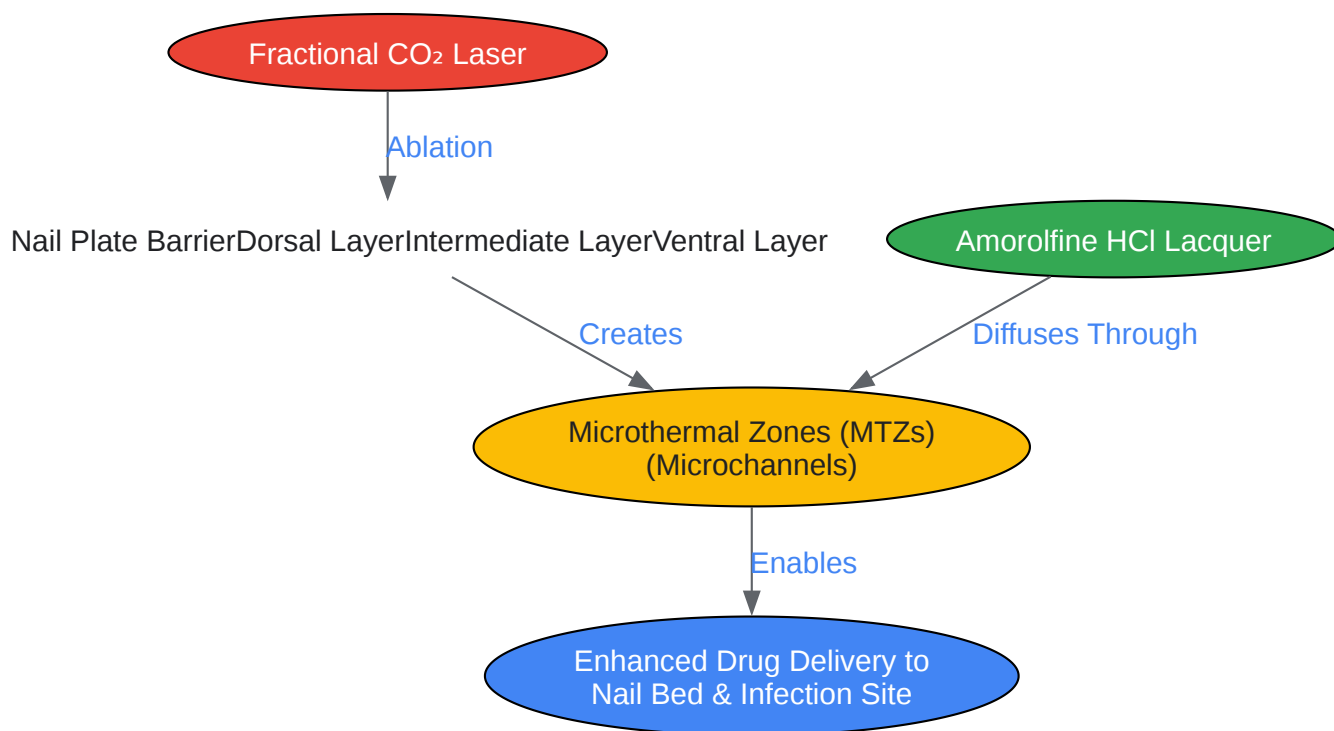 Fractional CO₂ Laser
Ablation
Nail Plate BarrierDorsal LayerIntermediate LayerVentral Layer
Amorolfine HCl Lacquer
Creates
Diffuses Through
Microthermal Zones (MTZs)
(Microchannels)
Enables
Enhanced Drug Delivery to
Nail Bed & Infection Site